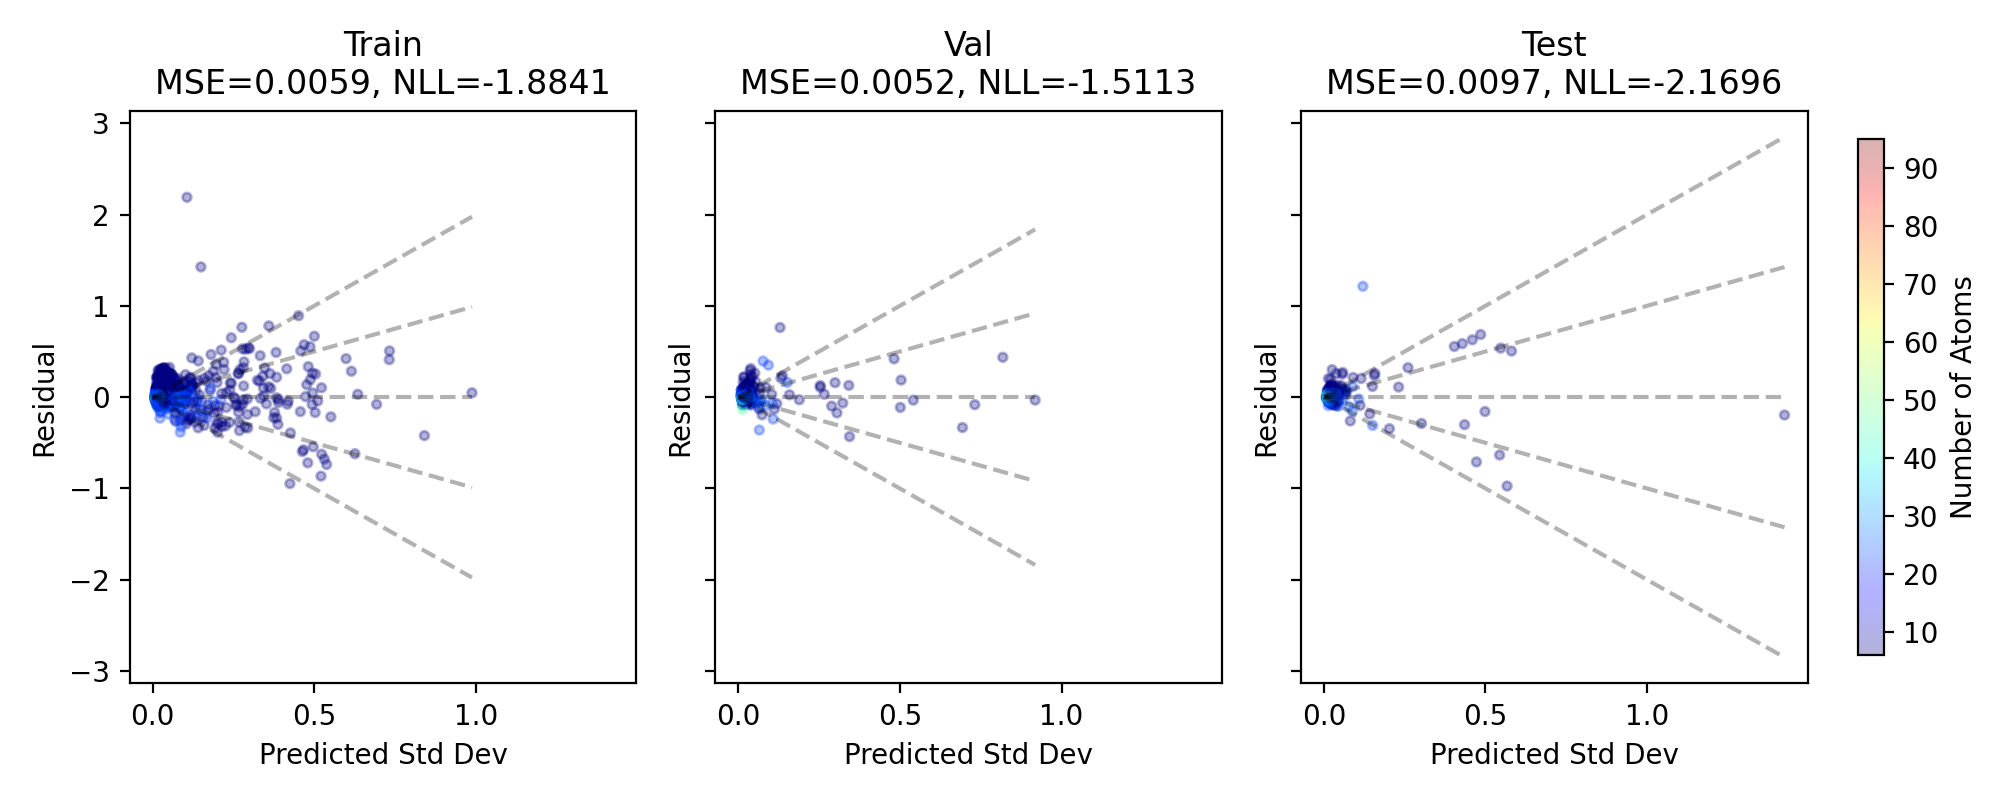 Train
MSE=0.0059, NLL=-1.8841
Val
MSE=0.0052, NLL=-1.5113
Test
MSE=0.0097, NLL=-2.1696
3
2
1
0
−1
−2
−3
Residual
0.0 0.5 1.0
Predicted Std Dev
Residual
0.0 0.5 1.0
Predicted Std Dev
Residual
0.0 0.5 1.0
Predicted Std Dev
90
80
70
60
50
40
30
20
10
Number of Atoms